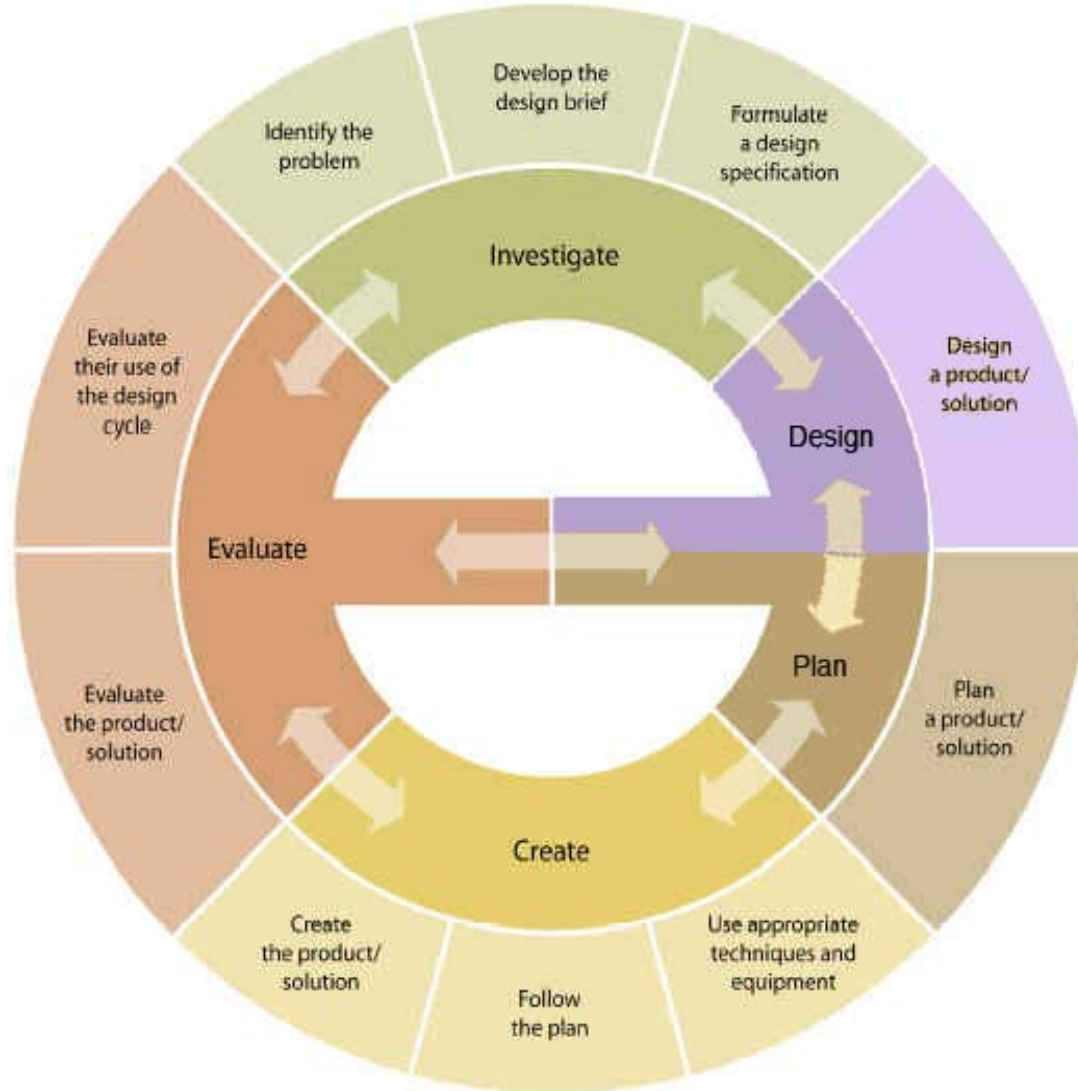 Identify the
problem
Develop the
design brief
Formulate
a design
specification
Investigate
Evaluate
their use of
the design
cycle
Design
a product/
solution
Design
Evaluate
Plan
Evaluate
the product/
solution
Plan
a product/
solution
Create
Create
the product/
solution
Follow
the plan
Use appropriate
techniques and
equipment